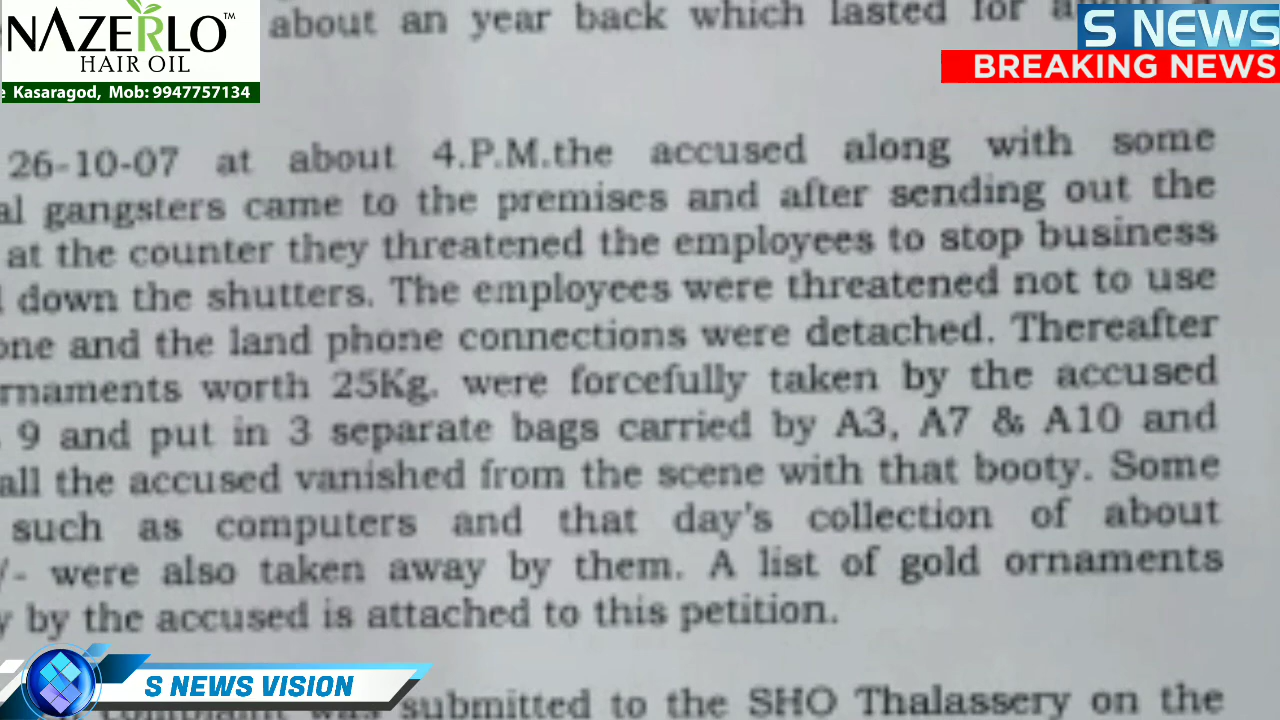 NAZERLO™
HAIR OIL
e Kasaragod, Mob: 9947757134
S NEWS
BREAKING NEWS
about an year back which lasted for
26-10-07 at about 4.P.M.the accused along with some
al gangsters came to the premises and after sending out the
at the counter they threatened the employees to stop business
down the shutters. The employees were threatened not to use
one and the land phone connections were detached. Thereafter
rnaments worth 25Kg. were forcefully taken by the accused
9 and put in 3 separate bags carried by A3, A7 & A10 and
all the accused vanished from the scene with that booty. Some
such as computers and that day's collection of about
/- were also taken away by them. A list of gold ornaments
y by the accused is attached to this petition.
S NEWS VISION
complaint was submitted to the SHO Thalassery on the